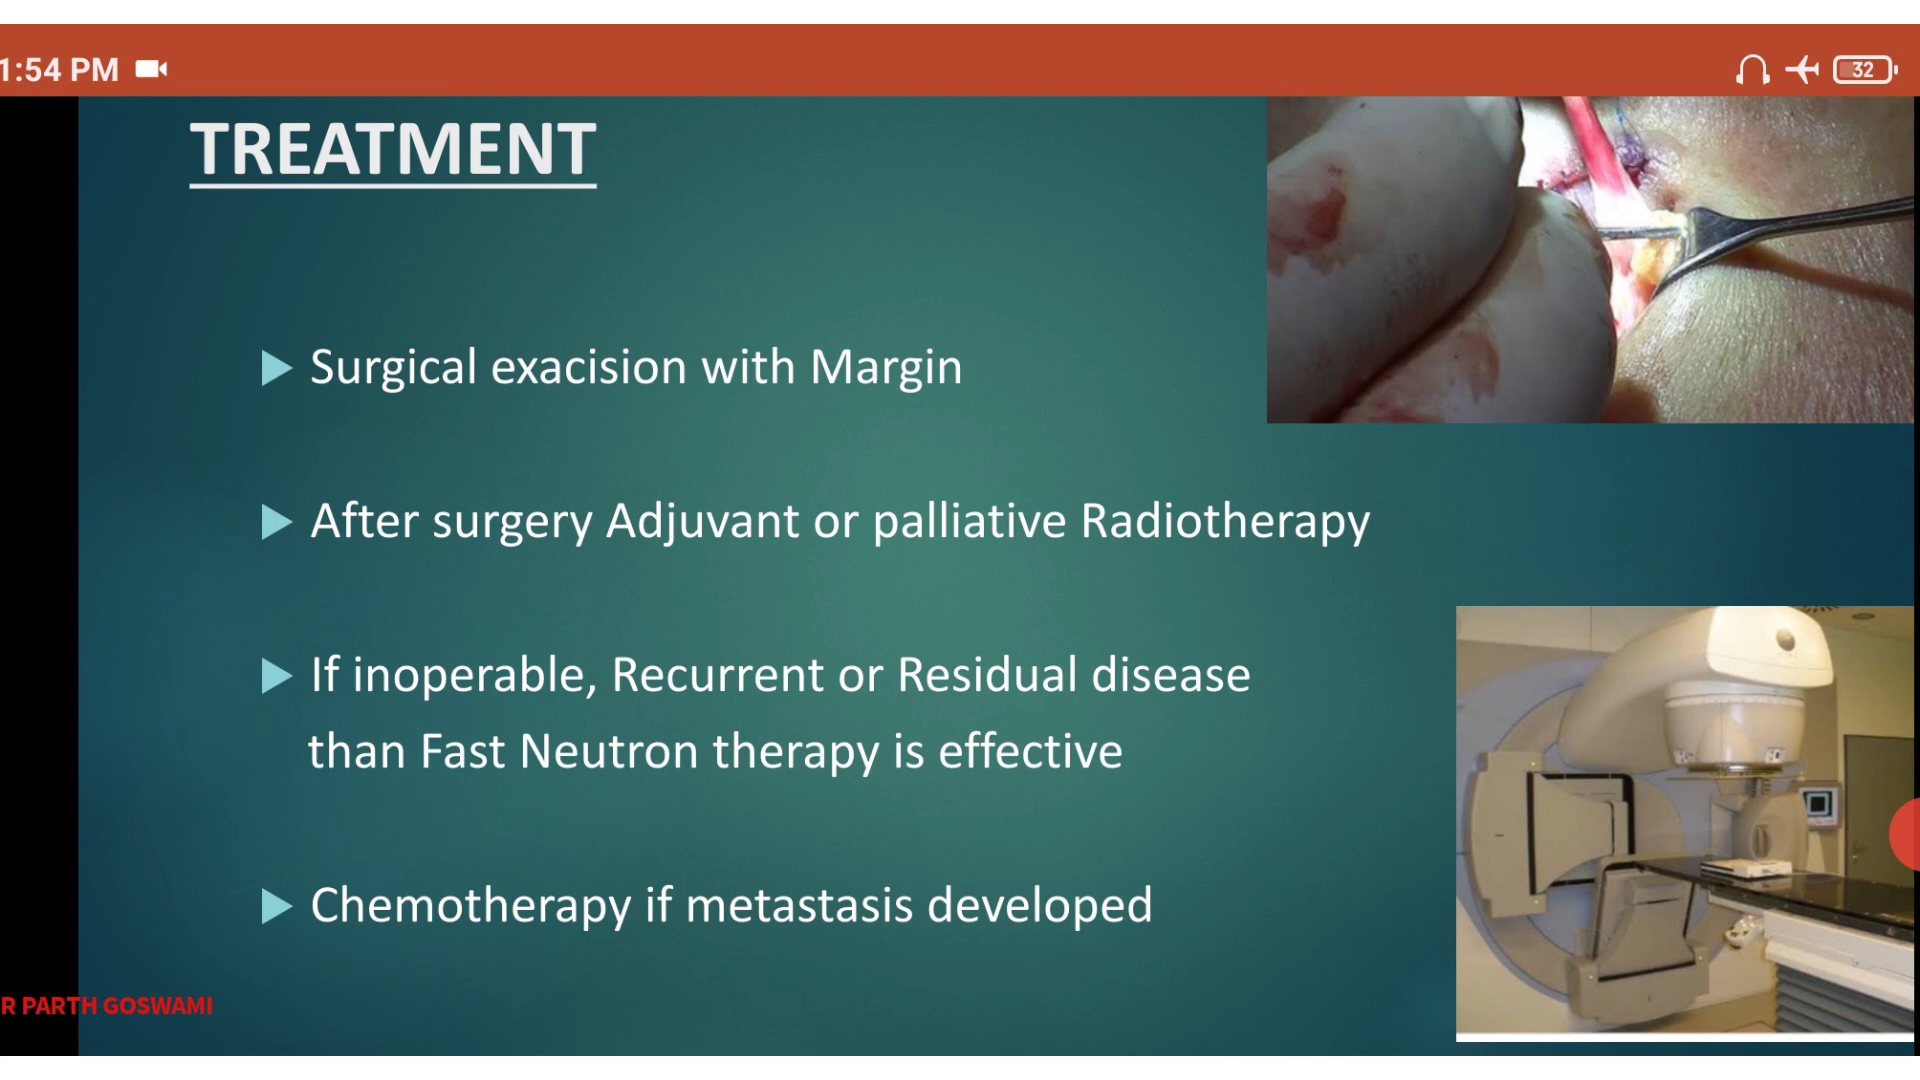 1:54 PM
32
TREATMENT
Surgical exacision with Margin
After surgery Adjuvant or palliative Radiotherapy
If inoperable, Recurrent or Residual disease
than Fast Neutron therapy is effective
Chemotherapy if metastasis developed
R PARTH GOSWAMI